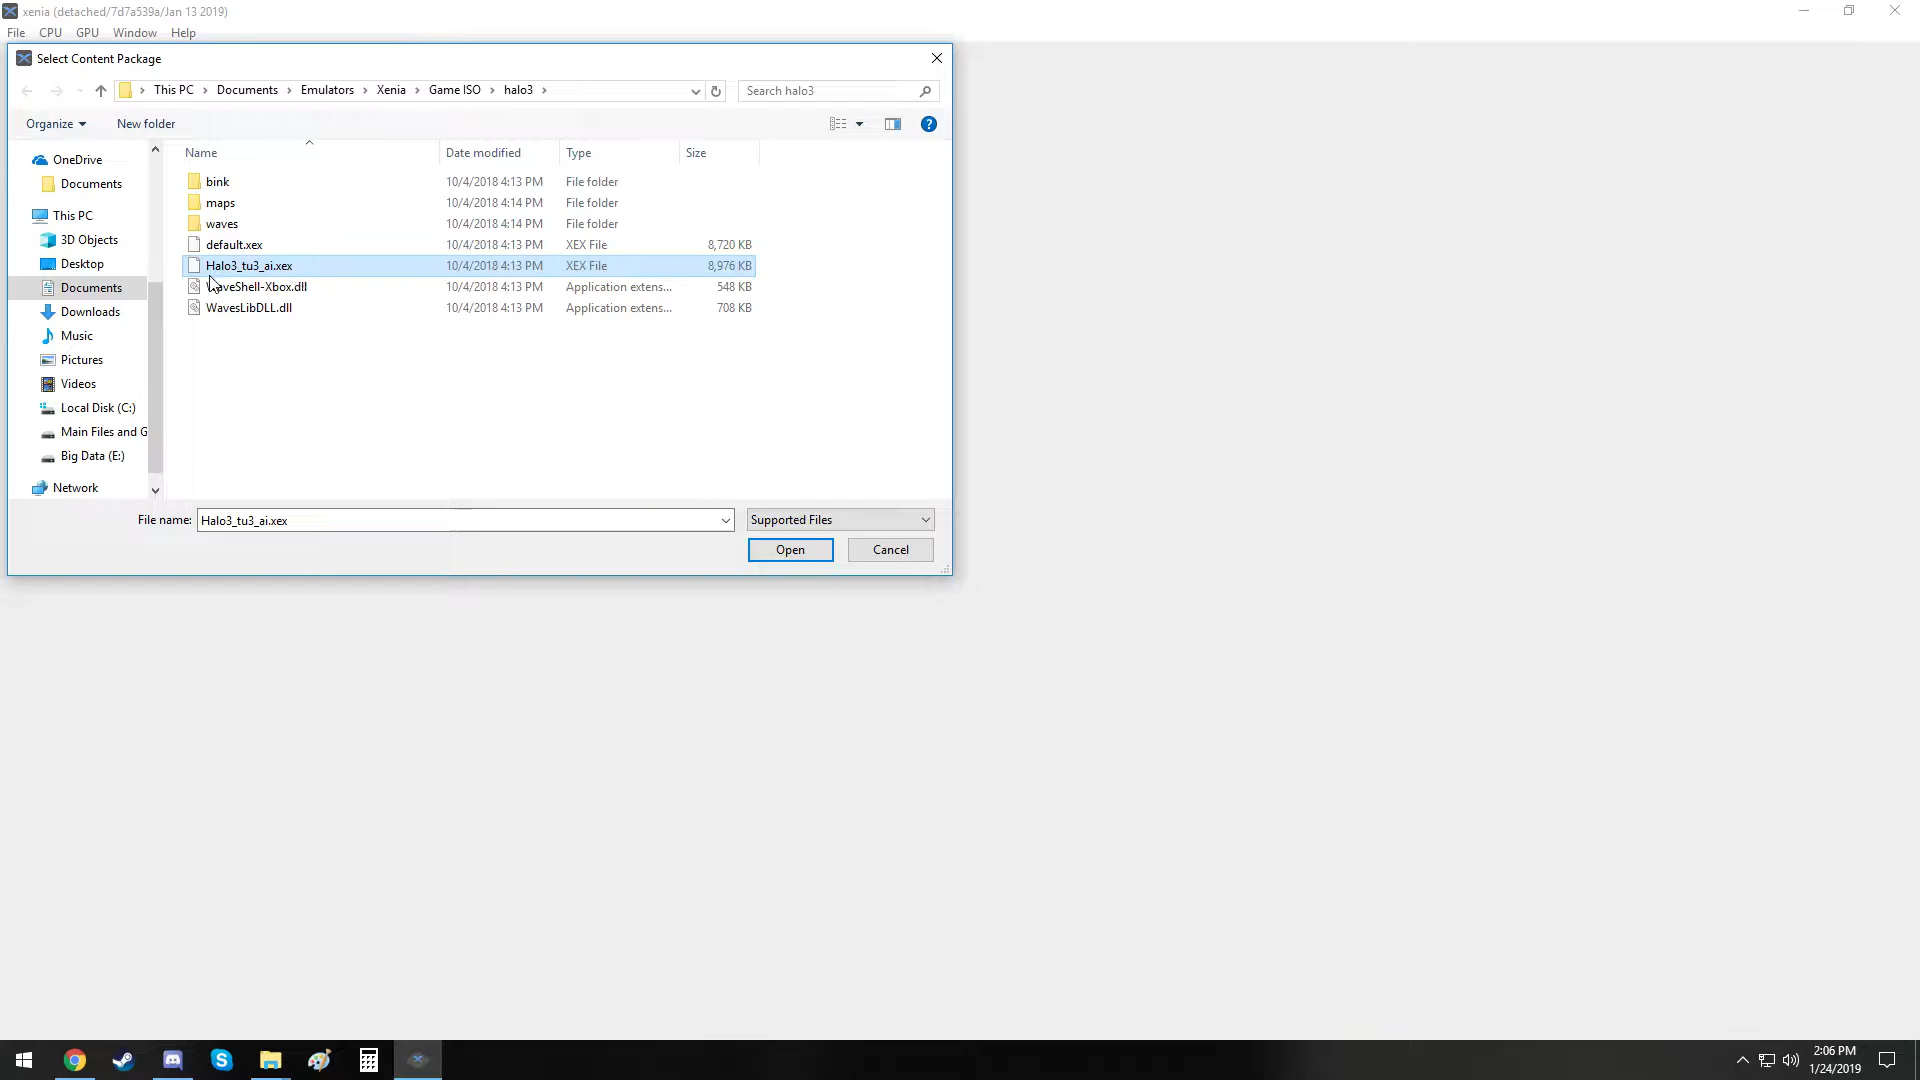 xenia (detached/7d7a539a/Jan 13 2019)
File CPU GPU Window Help
Select Content Package
This PC Documents Emulators Xenia Game ISO halo3
Search halo3
Organize New folder
Name Date modified Type Size
OneDrive
Documents
This PC
3D Objects
Desktop
Documents
Downloads
Music
Pictures
Videos
Local Disk (C:)
Main Files and G
Big Data (E:)
Network
bink 10/4/2018 4:13 PM File folder
maps 10/4/2018 4:14 PM File folder
waves 10/4/2018 4:14 PM File folder
default.xex 10/4/2018 4:13 PM XEX File 8,720 KB
Halo3_tu3_ai.xex 10/4/2018 4:13 PM XEX File 8,976 KB
WaveShell-Xbox.dll 10/4/2018 4:13 PM Application extens... 548 KB
WavesLibDLL.dll 10/4/2018 4:13 PM Application extens... 708 KB
File name: Halo3_tu3_ai.xex Supported Files
Open Cancel
2:06 PM
1/24/2019